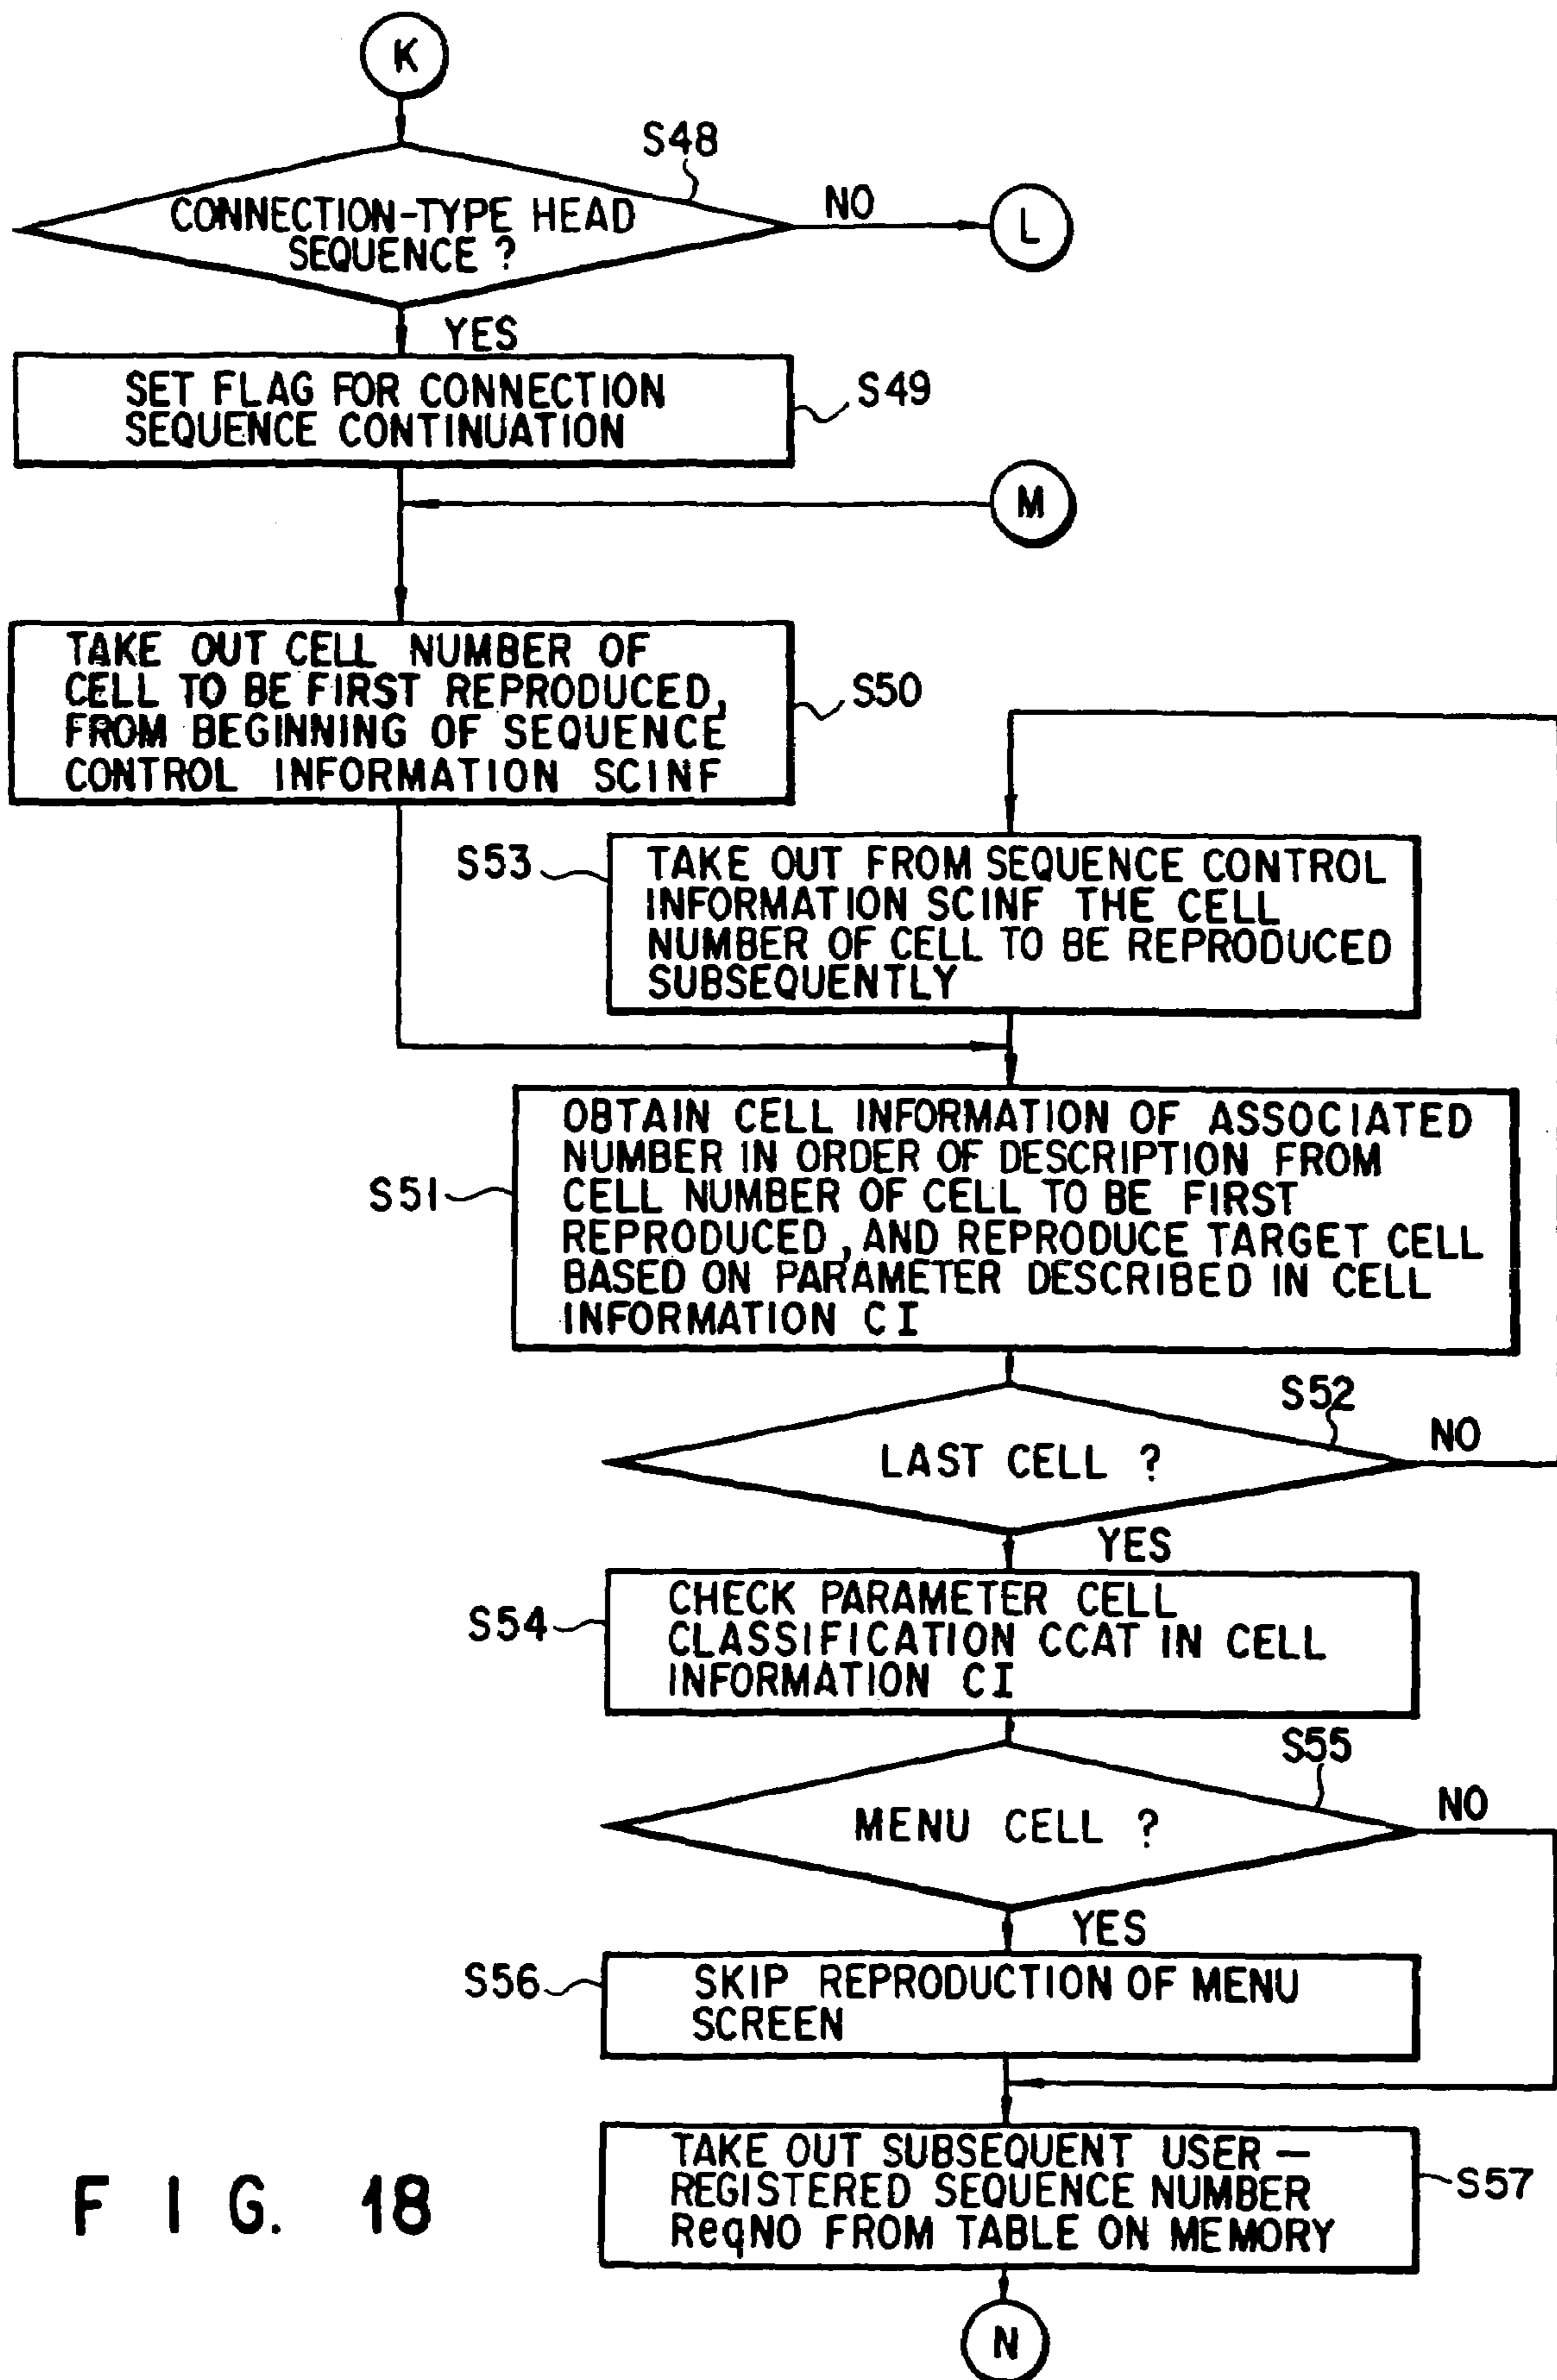 K
S48
CONNECTION-TYPE HEAD
SEQUENCE ?
NO
L
YES
SET FLAG FOR CONNECTION
SEQUENCE CONTINUATION
S49
M
TAKE OUT CELL NUMBER OF
CELL TO BE FIRST REPRODUCED,
FROM BEGINNING OF SEQUENCE
CONTROL INFORMATION SCINF
S50
S53
TAKE OUT FROM SEQUENCE CONTROL
INFORMATION SCINF THE CELL
NUMBER OF CELL TO BE REPRODUCED
SUBSEQUENTLY
S51
OBTAIN CELL INFORMATION OF ASSOCIATED
NUMBER IN ORDER OF DESCRIPTION FROM
CELL NUMBER OF CELL TO BE FIRST
REPRODUCED, AND REPRODUCE TARGET CELL
BASED ON PARAMETER DESCRIBED IN CELL
INFORMATION CI
S52
LAST CELL ?
NO
YES
S54
CHECK PARAMETER CELL
CLASSIFICATION CCAT IN CELL
INFORMATION CI
S55
MENU CELL ?
NO
YES
S56
SKIP REPRODUCTION OF MENU
SCREEN
TAKE OUT SUBSEQUENT USER —
REGISTERED SEQUENCE NUMBER
ReqNO FROM TABLE ON MEMORY
S57
FIG. 18
N